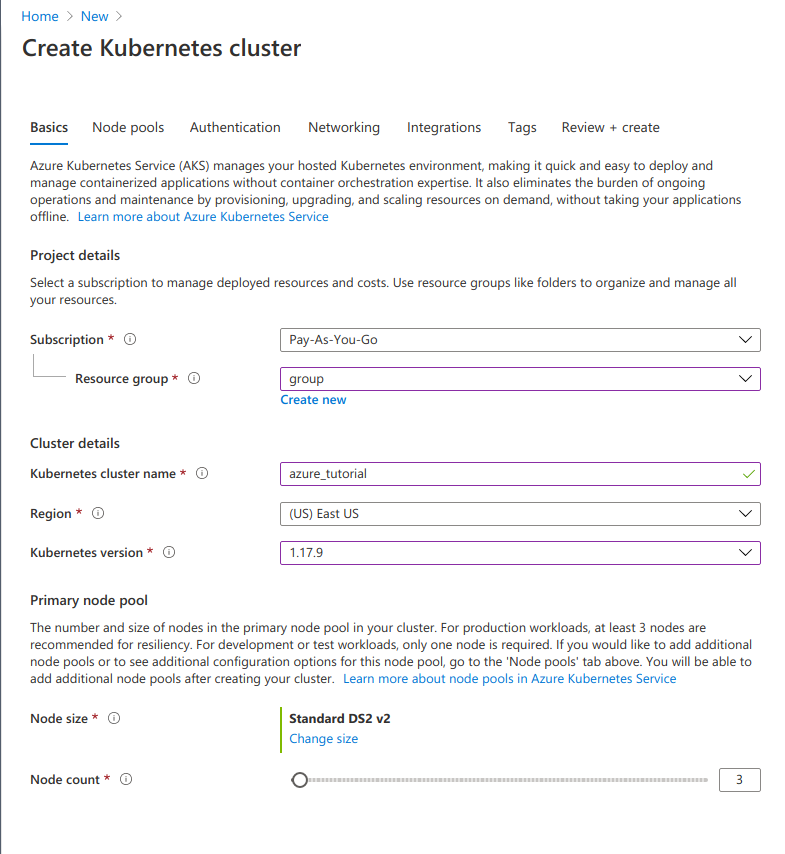 Home > New >
Create Kubernetes cluster
Basics Node pools Authentication Networking Integrations Tags Review + create
Azure Kubernetes Service (AKS) manages your hosted Kubernetes environment, making it quick and easy to deploy and
manage containerized applications without container orchestration expertise. It also eliminates the burden of ongoing
operations and maintenance by provisioning, upgrading, and scaling resources on demand, without taking your applications
offline. Learn more about Azure Kubernetes Service
Project details
Select a subscription to manage deployed resources and costs. Use resource groups like folders to organize and manage all
your resources.
Subscription * Pay-As-You-Go
Resource group * group
Create new
Cluster details
Kubernetes cluster name * azure_tutorial
Region * (US) East US
Kubernetes version * 1.17.9
Primary node pool
The number and size of nodes in the primary node pool in your cluster. For production workloads, at least 3 nodes are
recommended for resiliency. For development or test workloads, only one node is required. If you would like to add additional
node pools or to see additional configuration options for this node pool, go to the 'Node pools' tab above. You will be able to
add additional node pools after creating your cluster. Learn more about node pools in Azure Kubernetes Service
Node size * Standard DS2 v2
Change size
Node count * 3